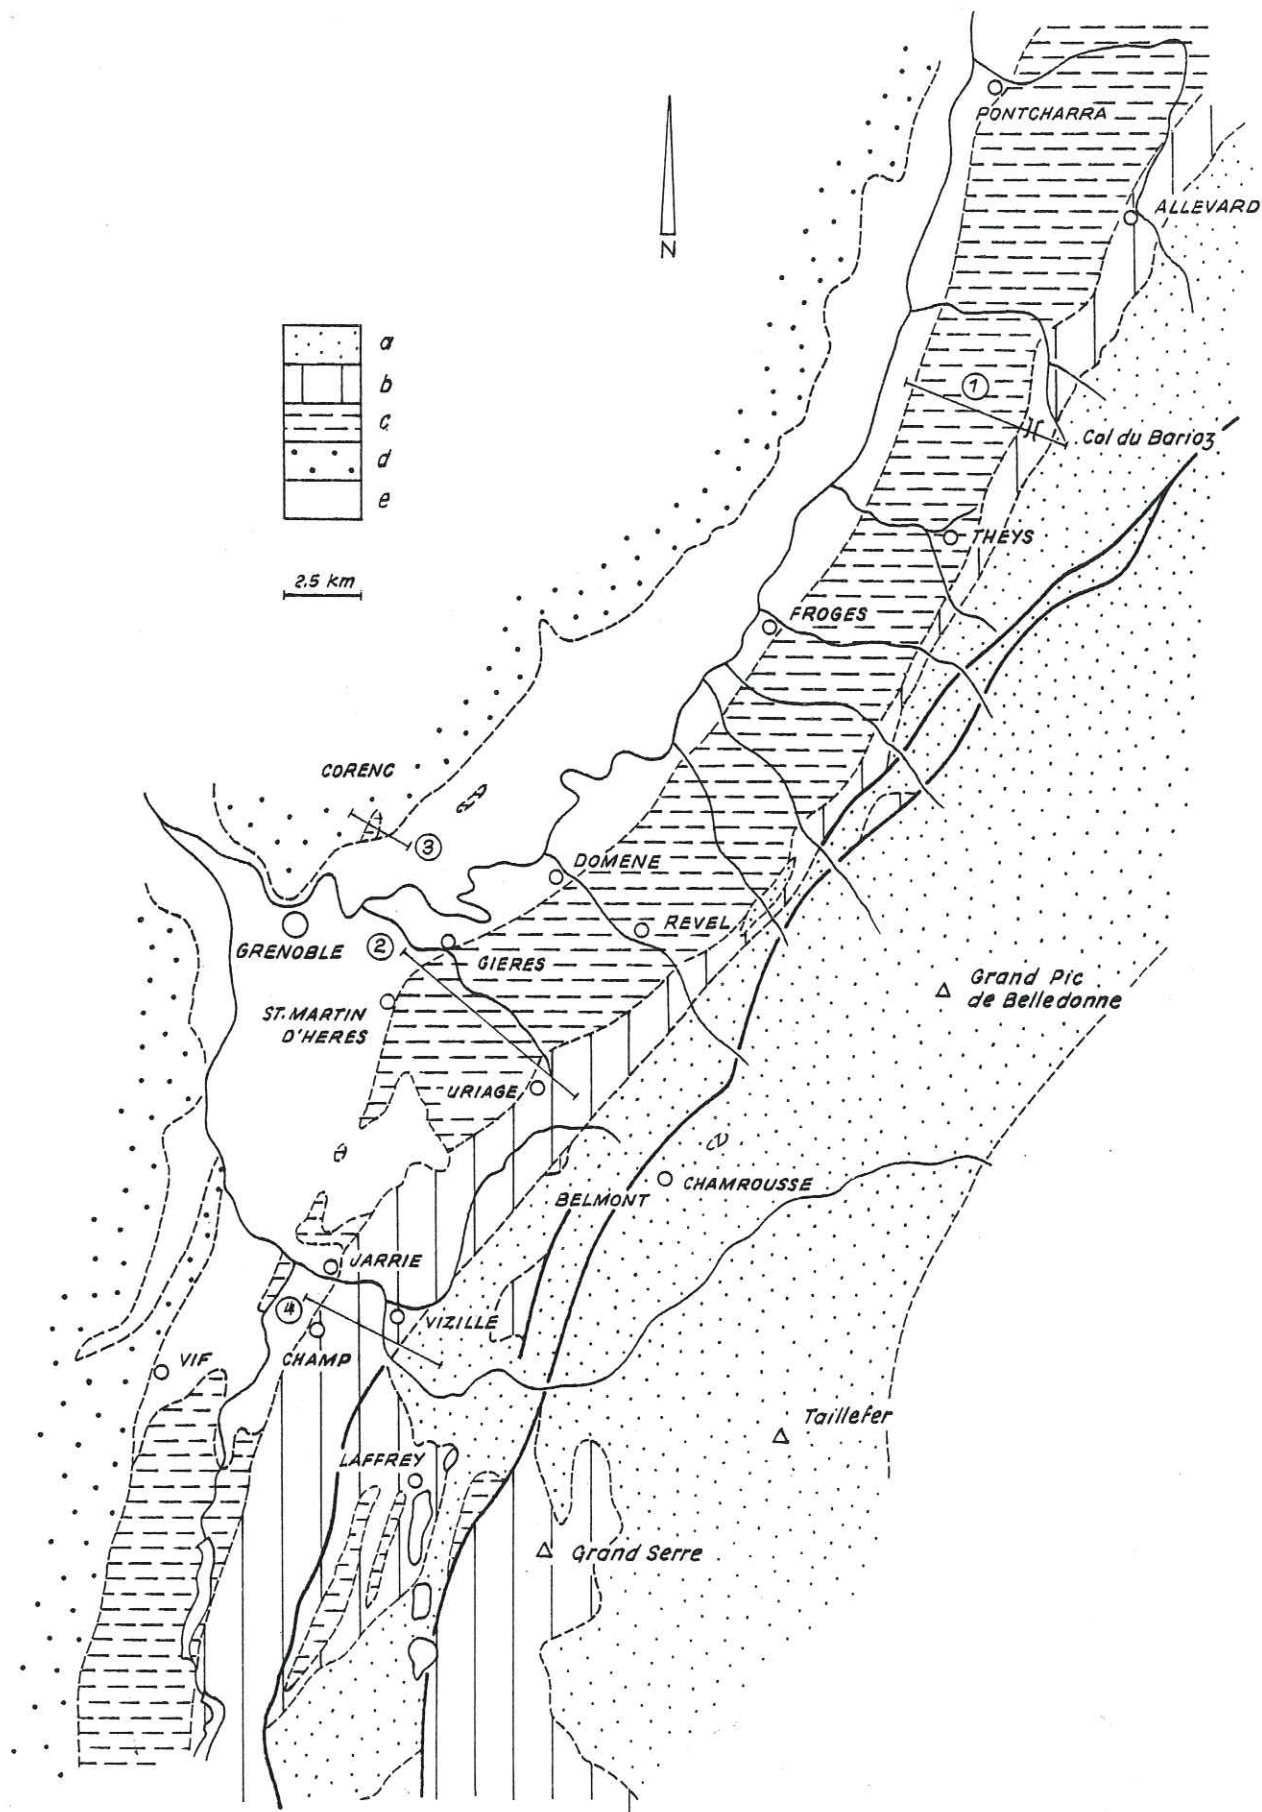 PONTCHARRA
ALLEVARD
N
a
b
c
d
e
1
Col du Barioz
2.5 km
THEYS
FROGES
CORENC
3
DOMENE
REVEL
GRENOBLE
2
GIERES
Grand Pic
de Belledonne
ST. MARTIN
D'HERES
URIAGE
BELMONT
CHAMROUSSE
JARRIE
4
VIZILLE
CHAMP
VIF
Taillefer
LAFFREY
Grand Serre